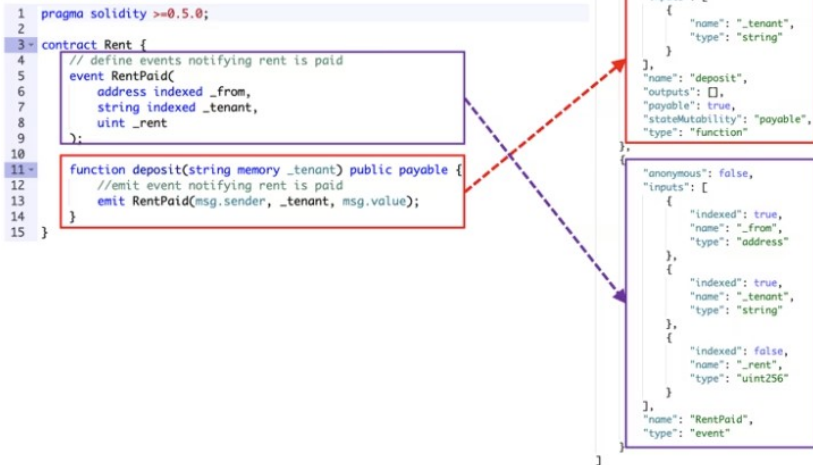 1 pragma solidity >=0.5.0;
2
3 contract Rent {
4 // define events notifying rent is paid
5 event RentPaid(
6 address indexed _from,
7 string indexed _tenant,
8 uint _rent
9 );
10
11 function deposit(string memory _tenant) public payable {
12 //emit event notifying rent is paid
13 emit RentPaid(msg.sender, _tenant, msg.value);
14 }
15 }
{
"name": "_tenant",
"type": "string"
}
],
"name": "deposit",
"outputs": [],
"payable": true,
"stateMutability": "payable",
"type": "function"
},
{
"anonymous": false,
"inputs": [
{
"indexed": true,
"name": "_from",
"type": "address"
},
{
"indexed": true,
"name": "_tenant",
"type": "string"
},
{
"indexed": false,
"name": "_rent",
"type": "uint256"
}
],
"name": "RentPaid",
"type": "event"
}
]